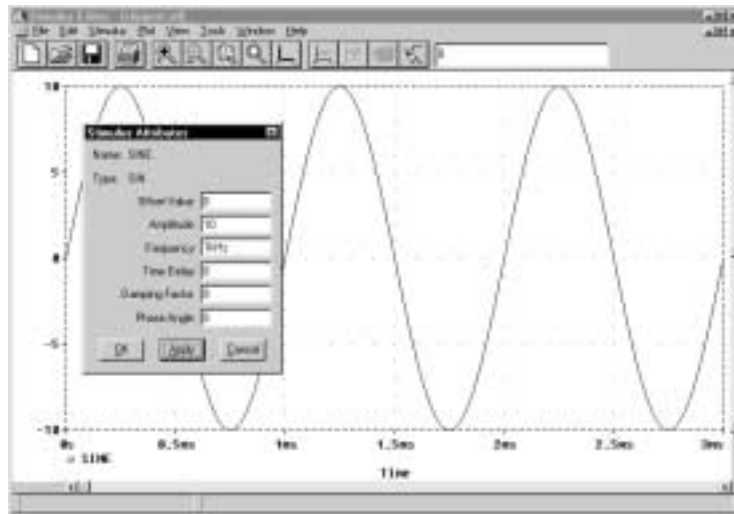 File Edit Stimulus Plot View Tools Window Help
0
Stimulus Attributes
Name: SINE
Type: SIN
Offset Value 0
Amplitude 10
Frequency 1kHz
Time Delay 0
Damping Factor 0
Phase Angle 0
OK Apply Cancel
10
5
0
-5
-10
0s 0.5ms 1ms 1.5ms 2ms 2.5ms 3ms
SINE
Time